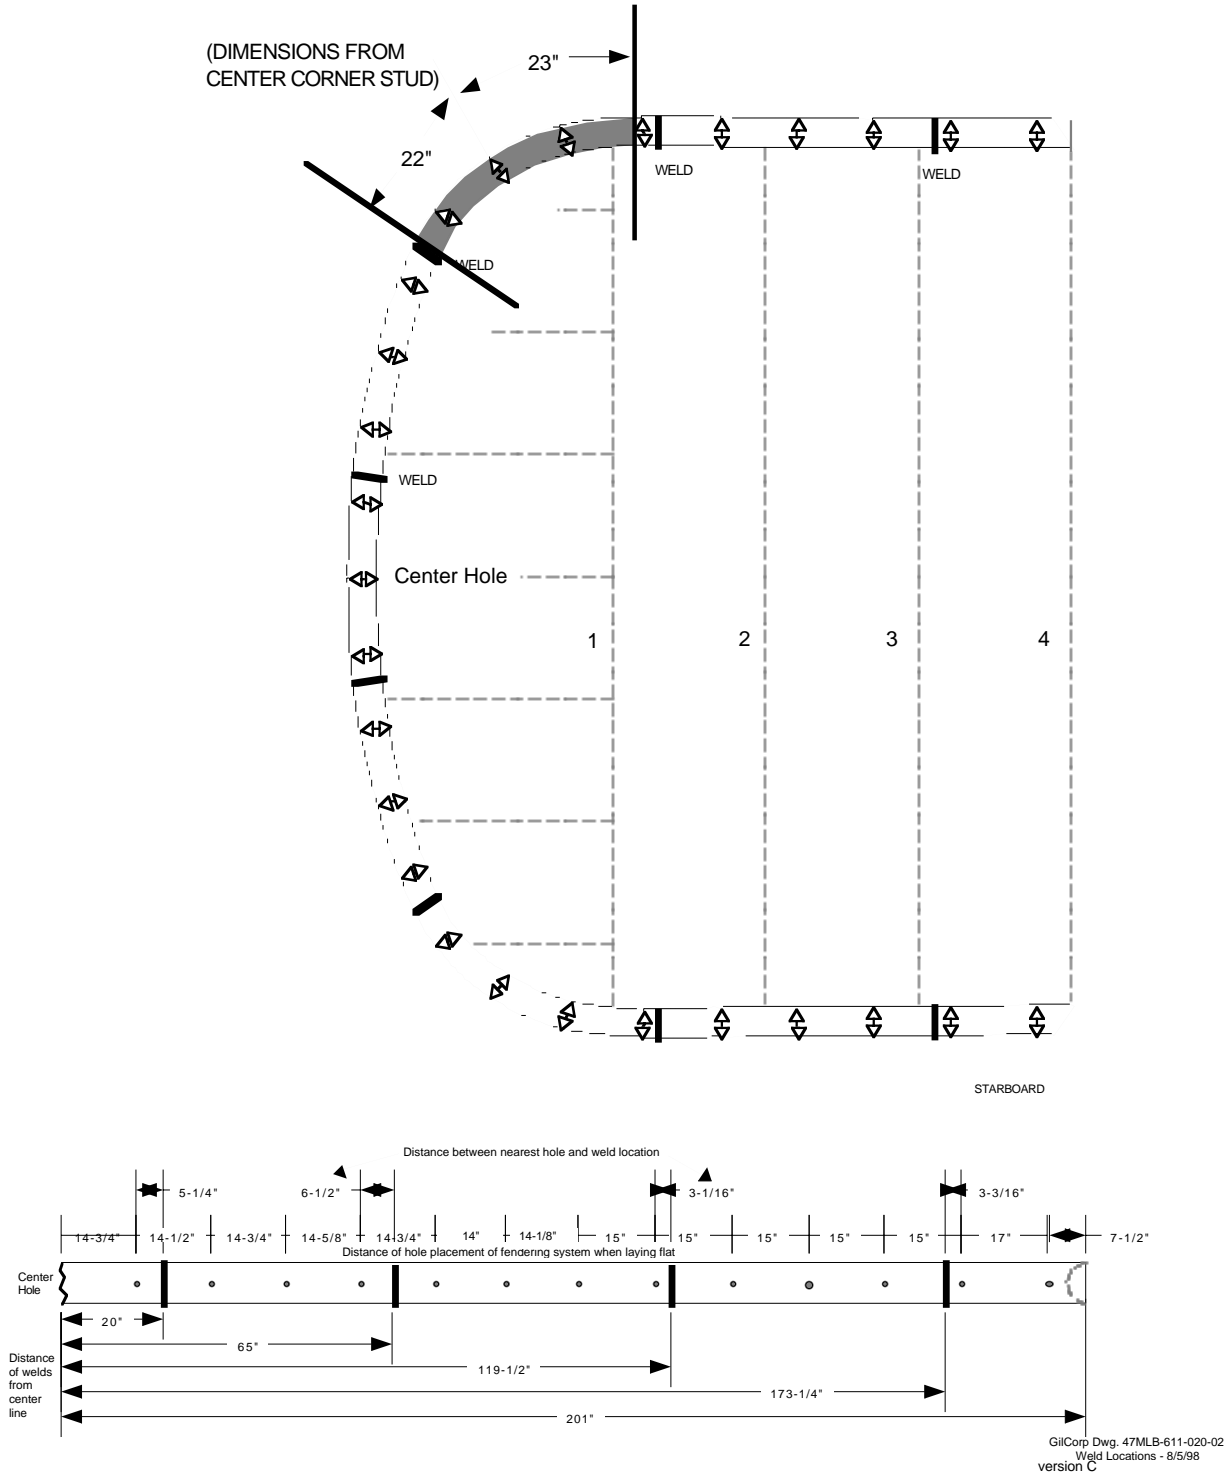 (DIMENSIONS FROM
CENTER CORNER STUD)
23"
22"
WELD
WELD
WELD
WELD
Center Hole
1
2
3
4
STARBOARD
Distance between nearest hole and weld location
5-1/4"
6-1/2"
3-1/16"
3-3/16"
14-3/4"
14-1/2"
14-3/4"
14-5/8"
14-3/4"
14"
14-1/8"
15"
15"
15"
15"
15"
17"
7-1/2"
Distance of hole placement of fendering system when laying flat
Center
Hole
20"
65"
119-1/2"
173-1/4"
201"
Distance
of welds
from
center
line
GilCorp Dwg. 47MLB-611-020-02
Weld Locations - 8/5/98
version C